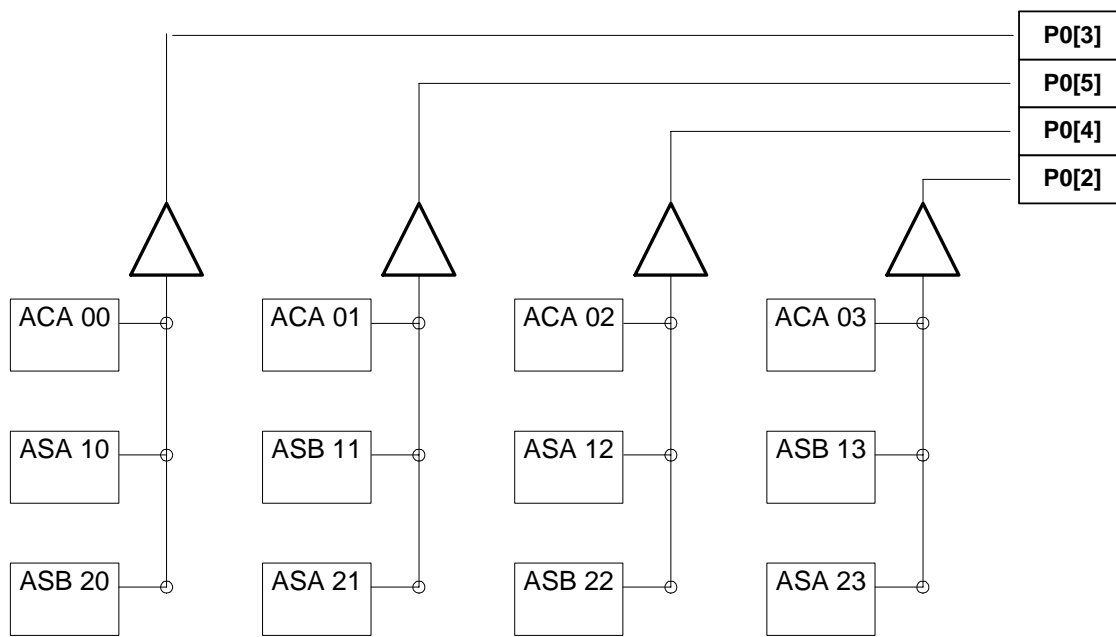 P0[3]
P0[5]
P0[4]
P0[2]
ACA 00 ACA 01 ACA 02 ACA 03
ASA 10 ASB 11 ASA 12 ASB 13
ASB 20 ASA 21 ASB 22 ASA 23